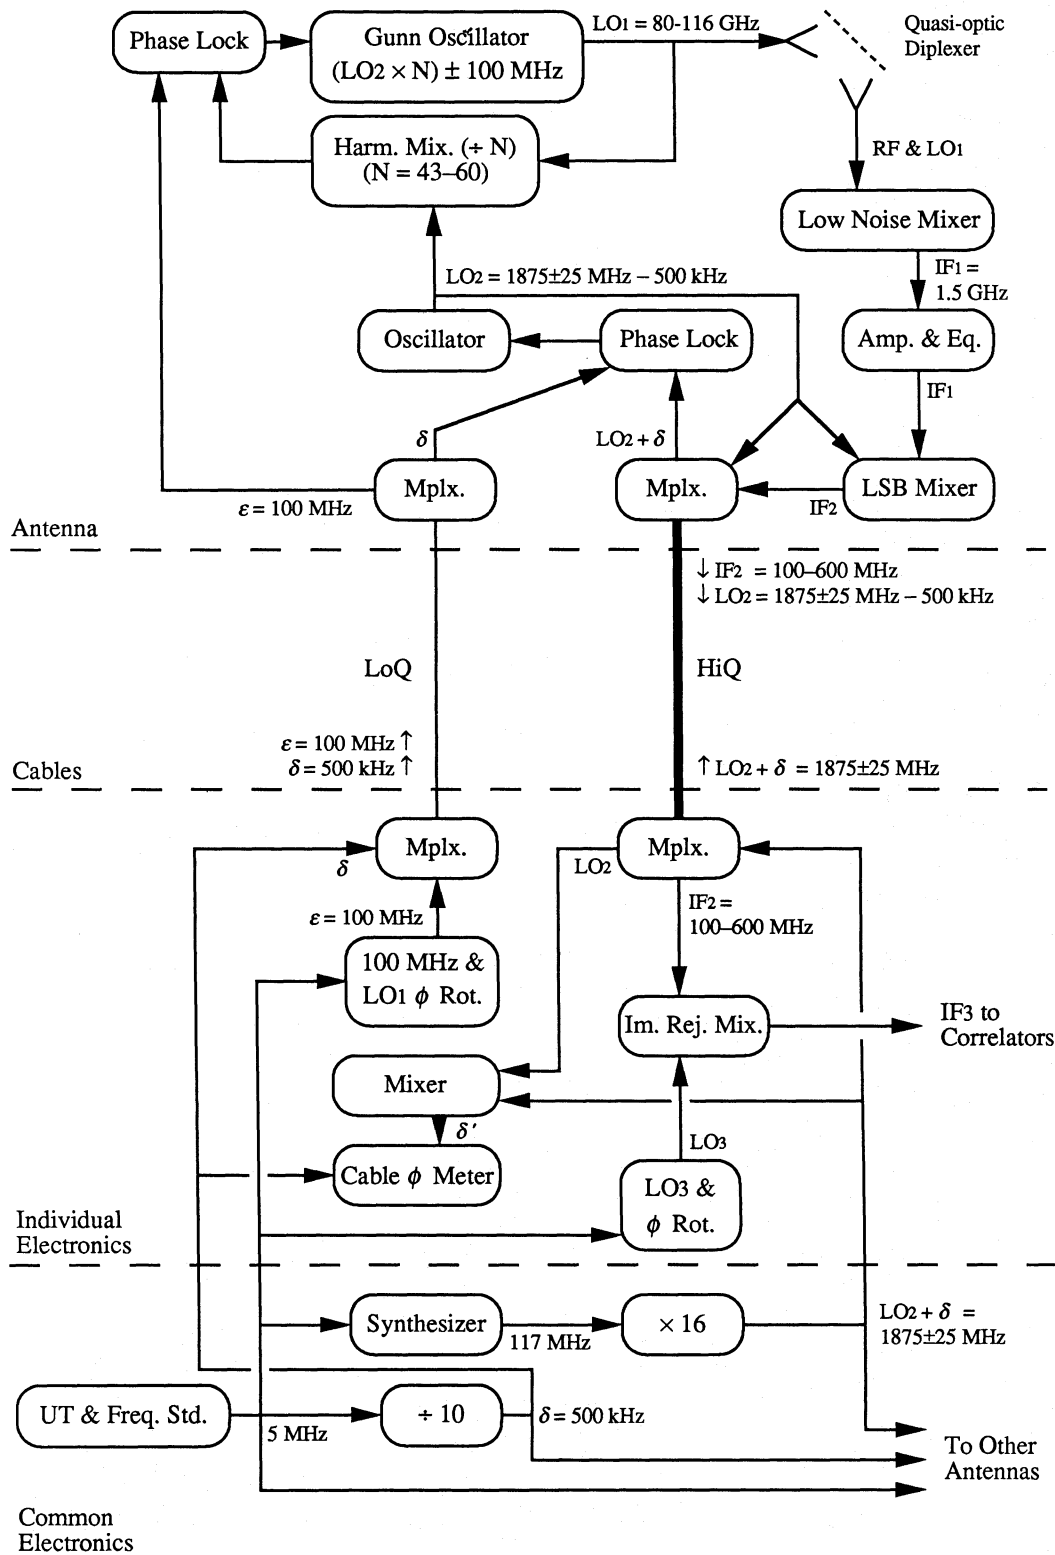 Phase Lock
Gunn Oscillator
(LO2 × N) ± 100 MHz
LO1 = 80-116 GHz
Quasi-optic
Diplexer
Harm. Mix. (÷ N)
(N = 43–60)
RF & LO1
Low Noise Mixer
IF1 =
1.5 GHz
LO2 = 1875±25 MHz – 500 kHz
Oscillator
Phase Lock
Amp. & Eq.
IF1
δ
LO2 + δ
Mplx.
Mplx.
LSB Mixer
ε = 100 MHz
IF2
Antenna
↓ IF2 = 100–600 MHz
↓ LO2 = 1875±25 MHz – 500 kHz
LoQ
HiQ
ε = 100 MHz ↑
δ = 500 kHz ↑
Cables
↑ LO2 + δ = 1875±25 MHz
Mplx.
Mplx.
δ
LO2
ε = 100 MHz
IF2 =
100–600 MHz
100 MHz &
LO1 ϕ Rot.
Im. Rej. Mix.
IF3 to
Correlators
Mixer
δ′
LO3
Cable ϕ Meter
LO3 &
ϕ Rot.
Individual
Electronics
Synthesizer
117 MHz
× 16
LO2 + δ =
1875±25 MHz
UT & Freq. Std.
5 MHz
÷ 10
δ = 500 kHz
To Other
Antennas
Common
Electronics